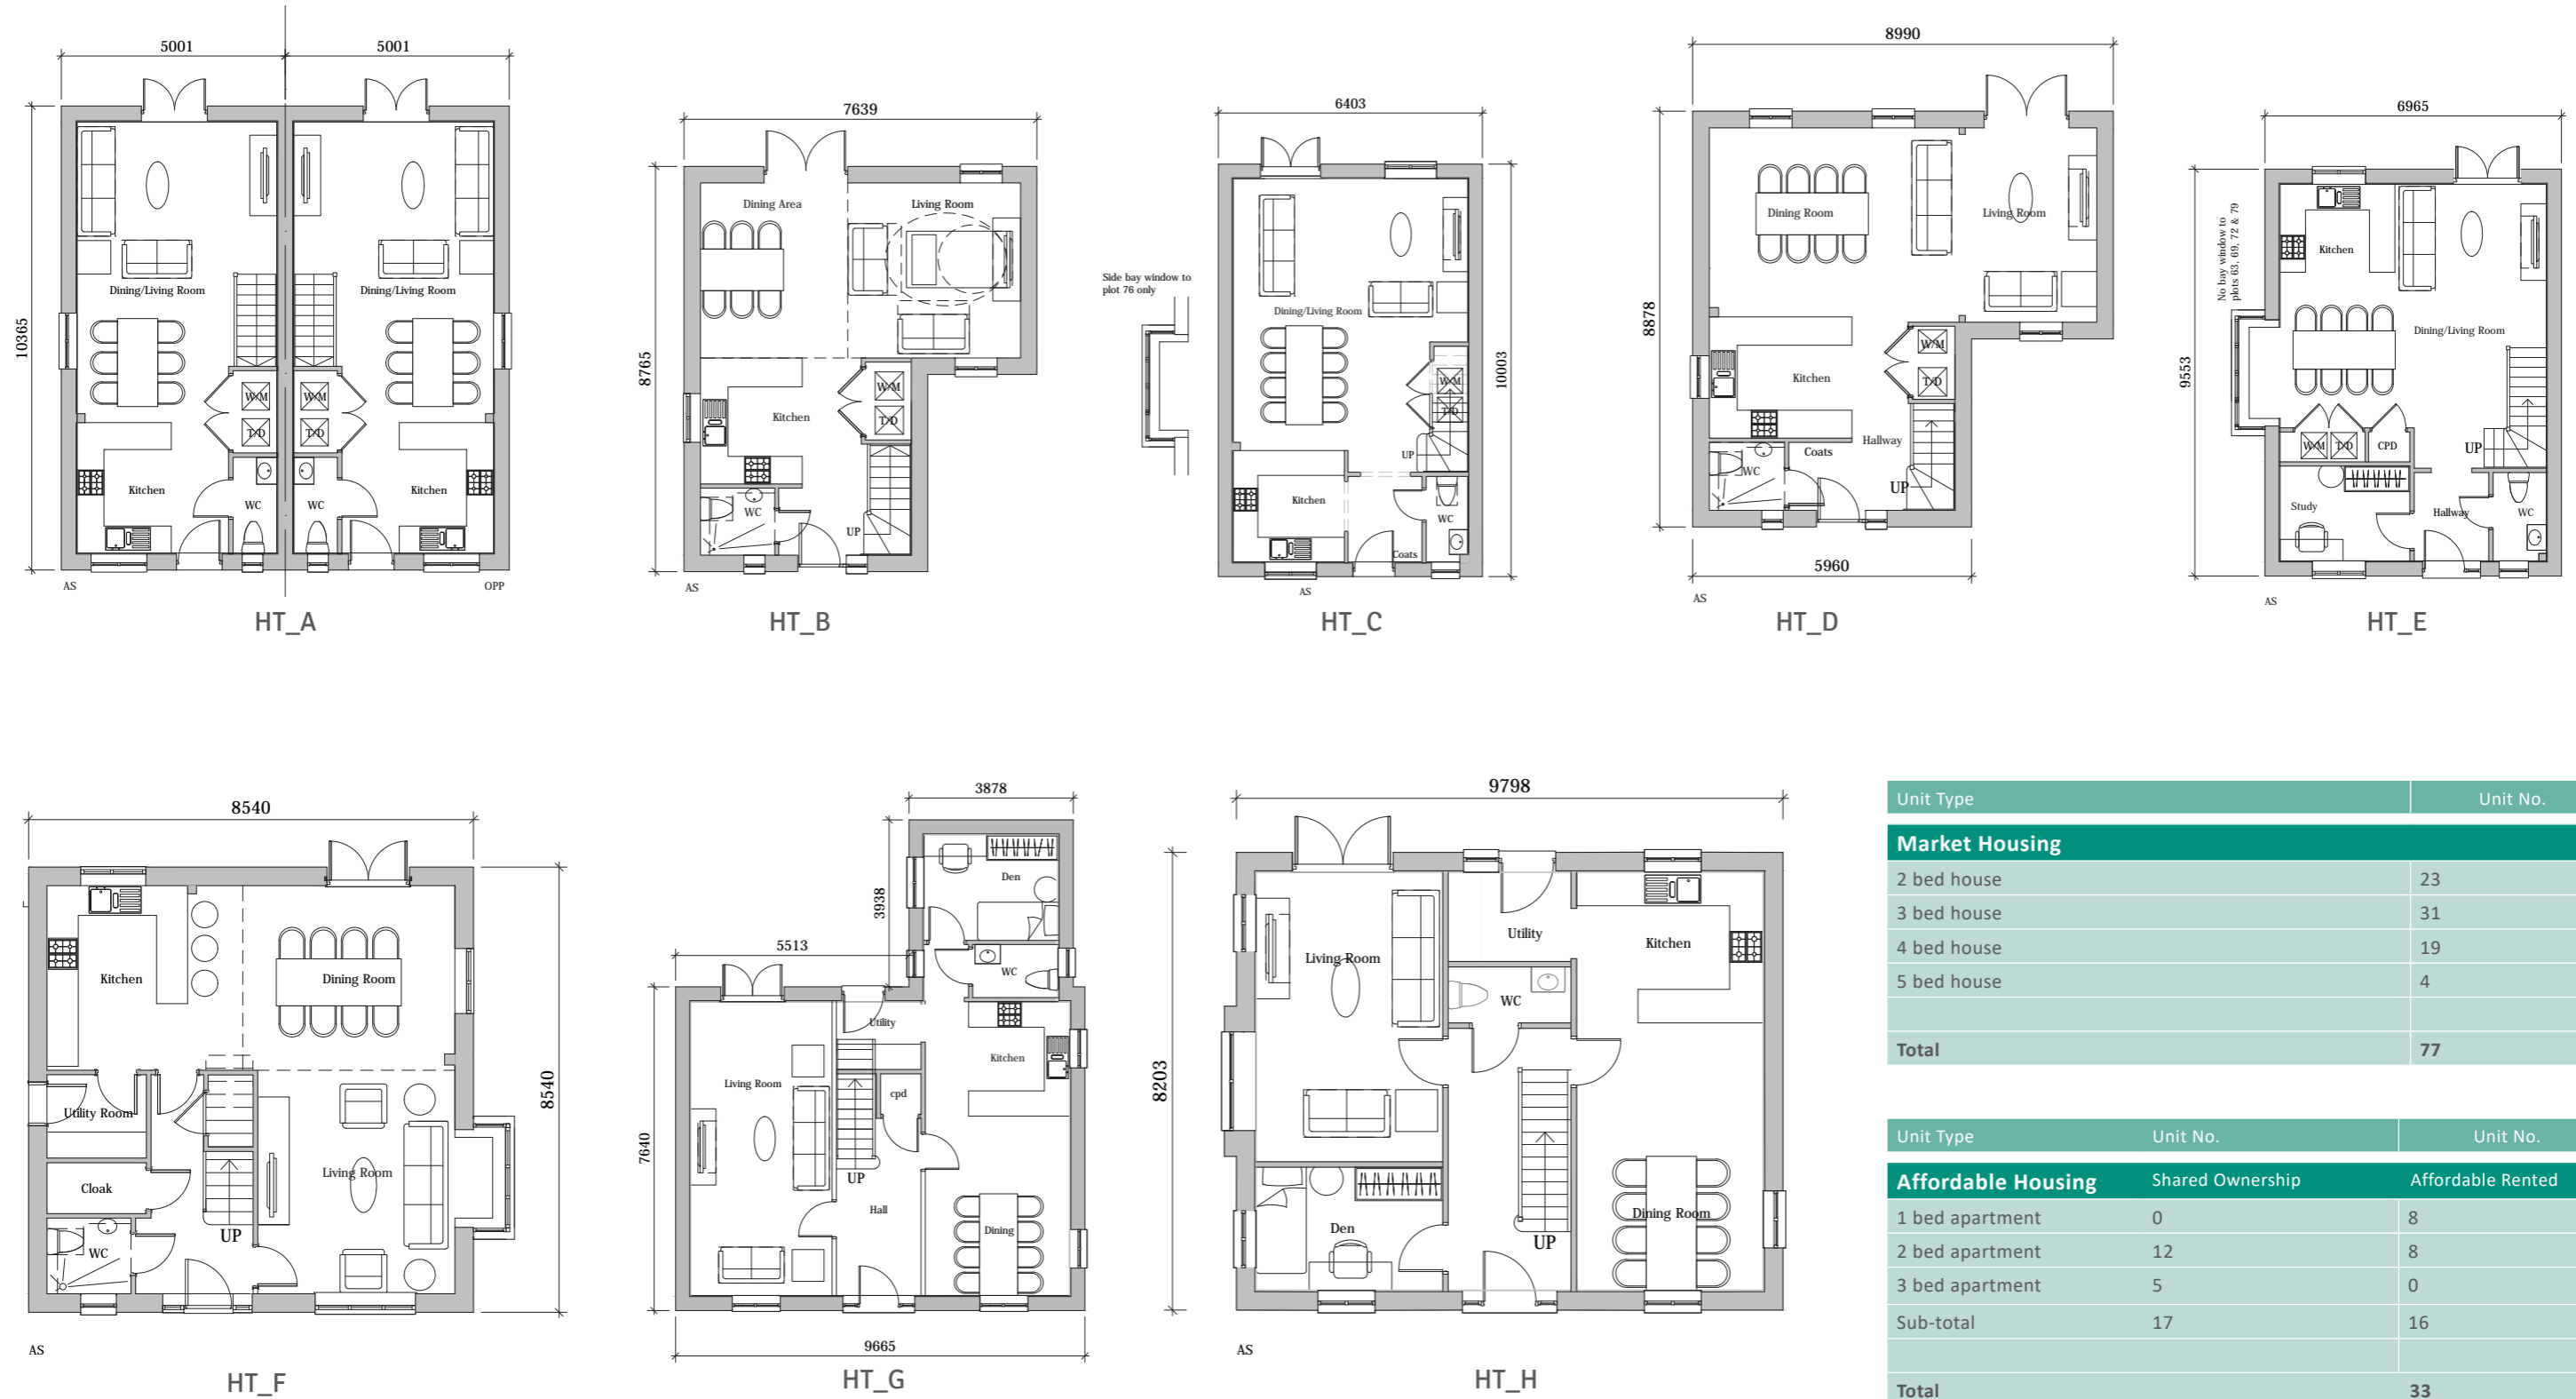 5001
5001
10365
Dining/Living Room
Dining/Living Room
W/M
W/M
T/D
T/D
Kitchen
WC
WC
Kitchen
AS
OPP
HT_A
7639
8765
Dining Area
Living Room
Kitchen
W/M
T/D
WC
UP
AS
HT_B
Side bay window to
plot 76 only
6403
10003
Dining/Living Room
W/M
T/D
UP
Kitchen
WC
Coats
AS
HT_C
8990
8878
Dining Room
Living Room
W/M
T/D
Kitchen
Hallway
Coats
WC
UP
5960
AS
HT_D
6965
No bay window to
plots 63, 69, 72 & 79
9553
Kitchen
Dining/Living Room
W/M
T/D
CPD
UP
Study
Hallway
WC
AS
HT_E
8540
8540
Kitchen
Dining Room
Utility Room
Cloak
Living Room
WC
UP
AS
HT_F
3878
3938
Den
WC
5513
7640
Utility
Kitchen
Living Room
cpd
UP
Hall
Dining
9665
HT_G
9798
8203
Living Room
Utility
Kitchen
WC
Den
UP
Dining Room
AS
HT_H
Unit Type Unit No.
Market Housing
2 bed house 23
3 bed house 31
4 bed house 19
5 bed house 4
Total 77
Unit Type Unit No. Unit No.
Affordable Housing Shared Ownership Affordable Rented
1 bed apartment 0 8
2 bed apartment 12 8
3 bed apartment 5 0
Sub-total 17 16
Total 33